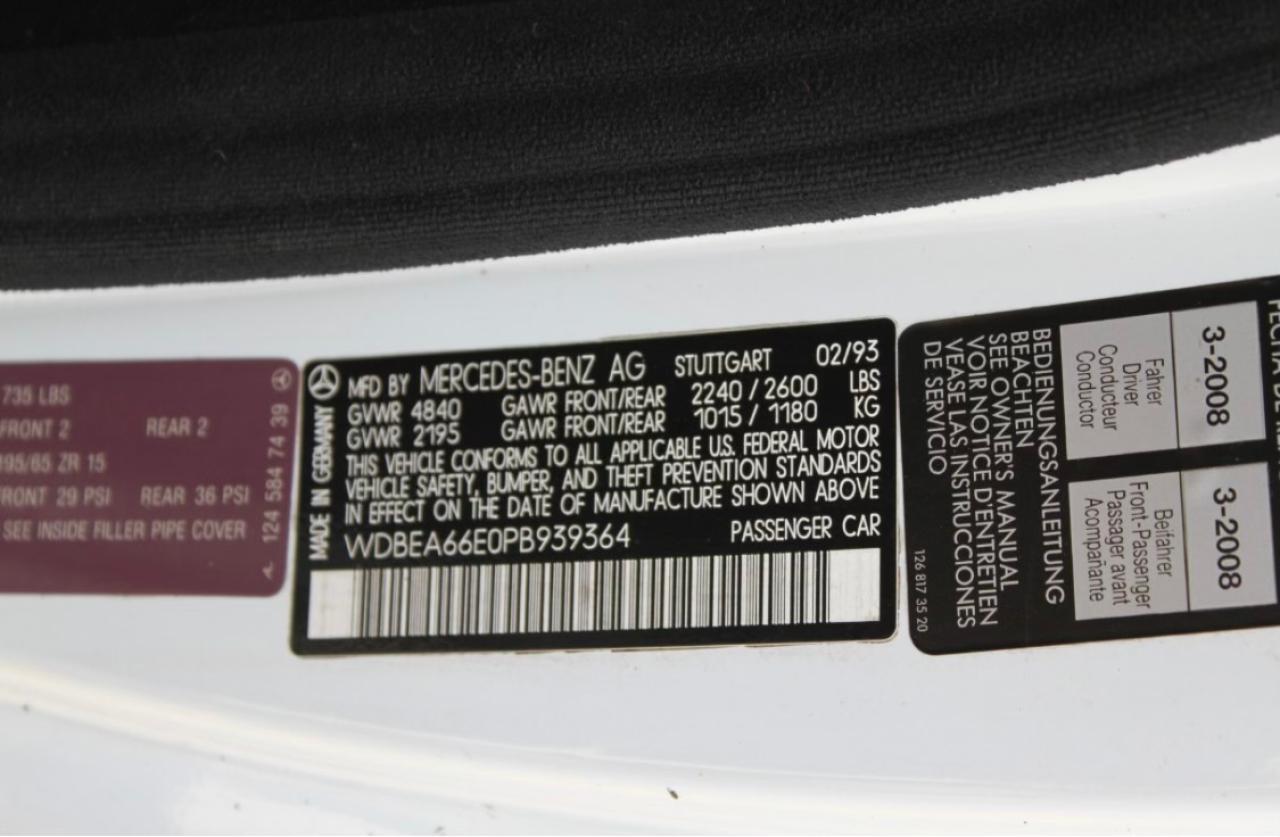 735 LBS
FRONT 2 REAR 2
195/65 ZR 15
FRONT 29 PSI REAR 36 PSI
SEE INSIDE FILLER PIPE COVER
124 584 74 39
MADE IN GERMANY
MFD BY MERCEDES-BENZ AG STUTTGART 02/93
GVWR 4840 GAWR FRONT/REAR 2240 / 2600 LBS
GVWR 2195 GAWR FRONT/REAR 1015 / 1180 KG
THIS VEHICLE CONFORMS TO ALL APPLICABLE U.S. FEDERAL MOTOR
VEHICLE SAFETY, BUMPER, AND THEFT PREVENTION STANDARDS
IN EFFECT ON THE DATE OF MANUFACTURE SHOWN ABOVE
WDBEA66E0PB939364 PASSENGER CAR
BEDIENUNGSANLEITUNG
BEACHTEN
SEE OWNER'S MANUAL
VOIR NOTICE D'ENTRETIEN
VEASE LAS INSTRUCCIONES
DE SERVICIO
126 817 35 20
3-2008
Fahrer
Driver
Conducteur
Conductor
3-2008
Beifahrer
Front-Passenger
Passager avant
Acompañante